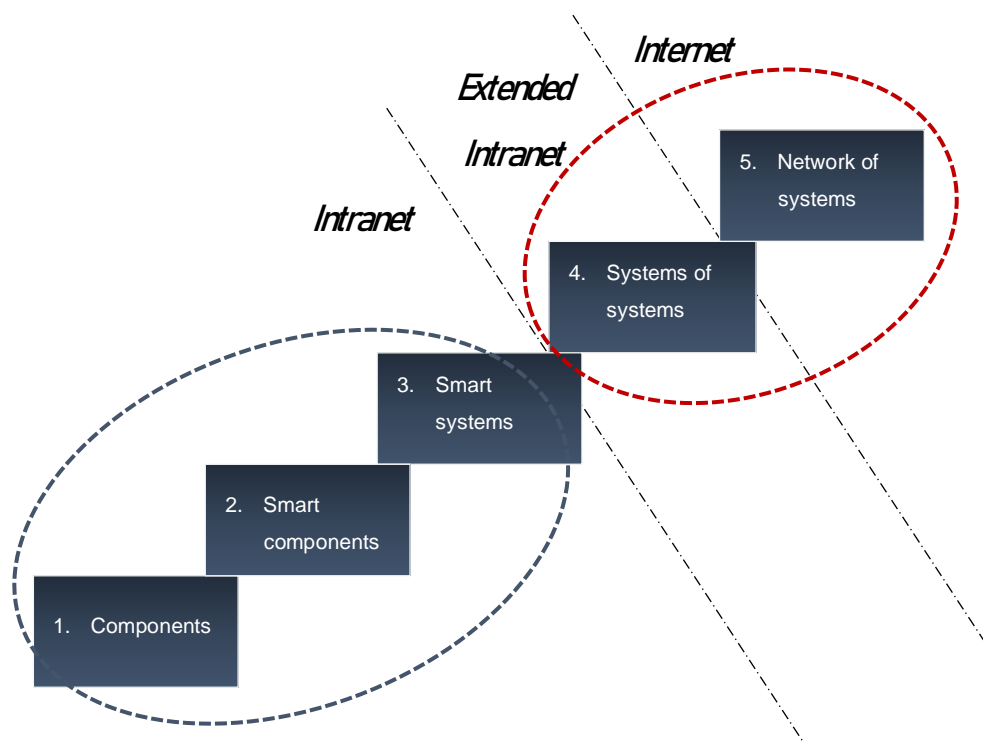 Internet
Extended
Intranet
Intranet
5. Network of
systems
4. Systems of
systems
3. Smart
systems
2. Smart
components
1. Components